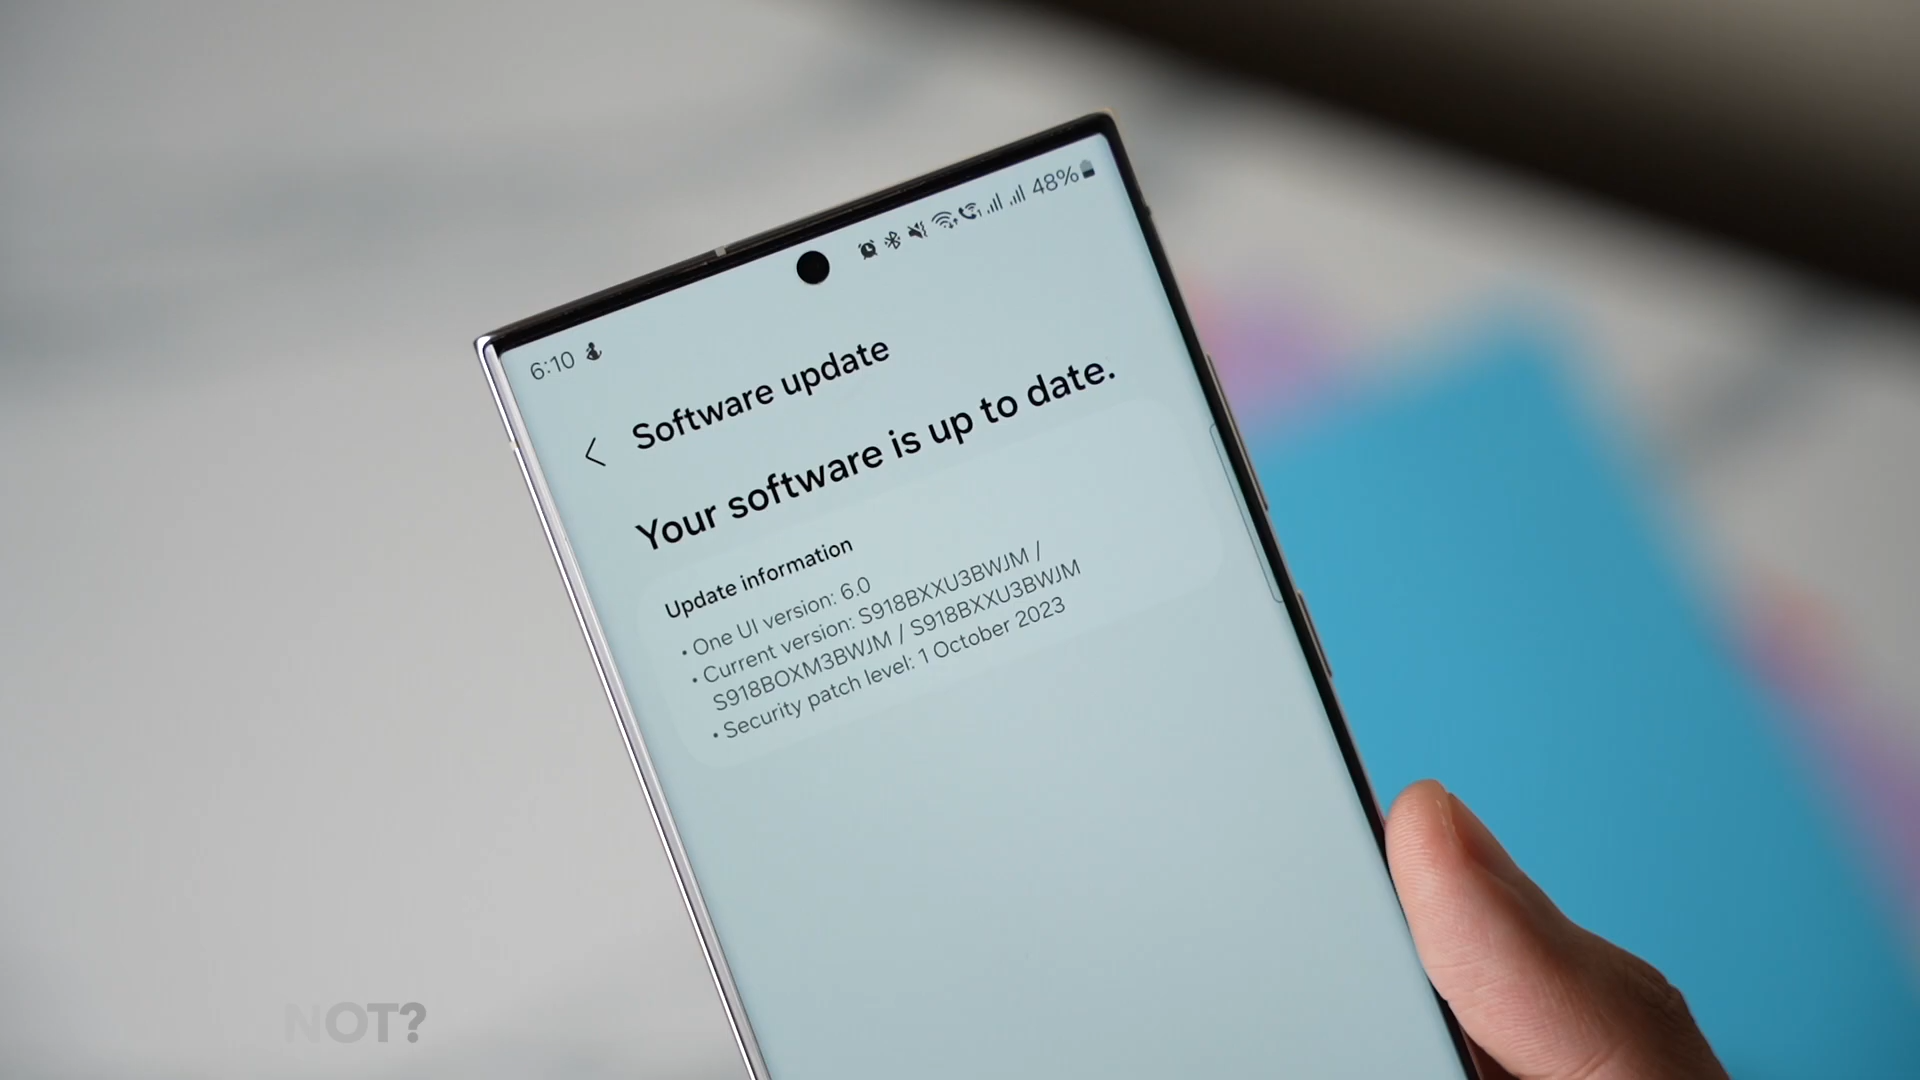 6:10
48%
Software update
Your software is up to date.
Update information
• One UI version: 6.0
• Current version: S918BXXU3BWJM /
S918BOXM3BWJM / S918BXXU3BWJM
• Security patch level: 1 October 2023
NOT?